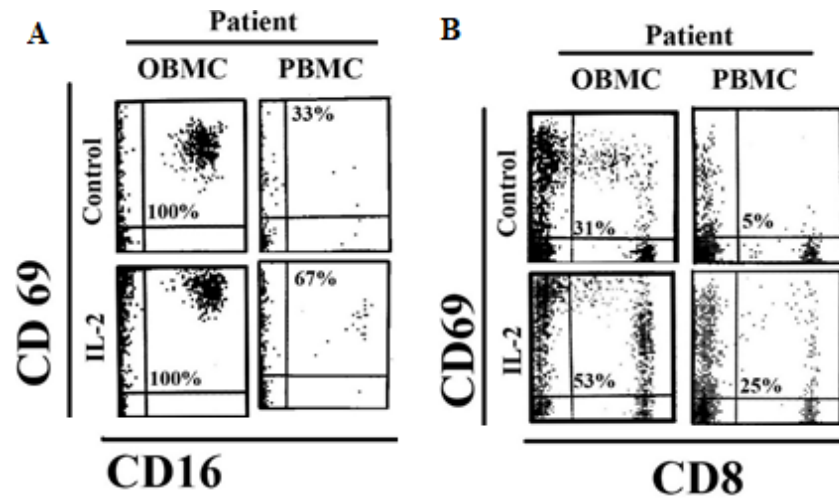 A
Patient
OBMC PBMC
CD 69
Control
100%
33%
IL-2
100%
67%
CD16
B
Patient
OBMC PBMC
CD69
Control
31%
5%
IL-2
53%
25%
CD8